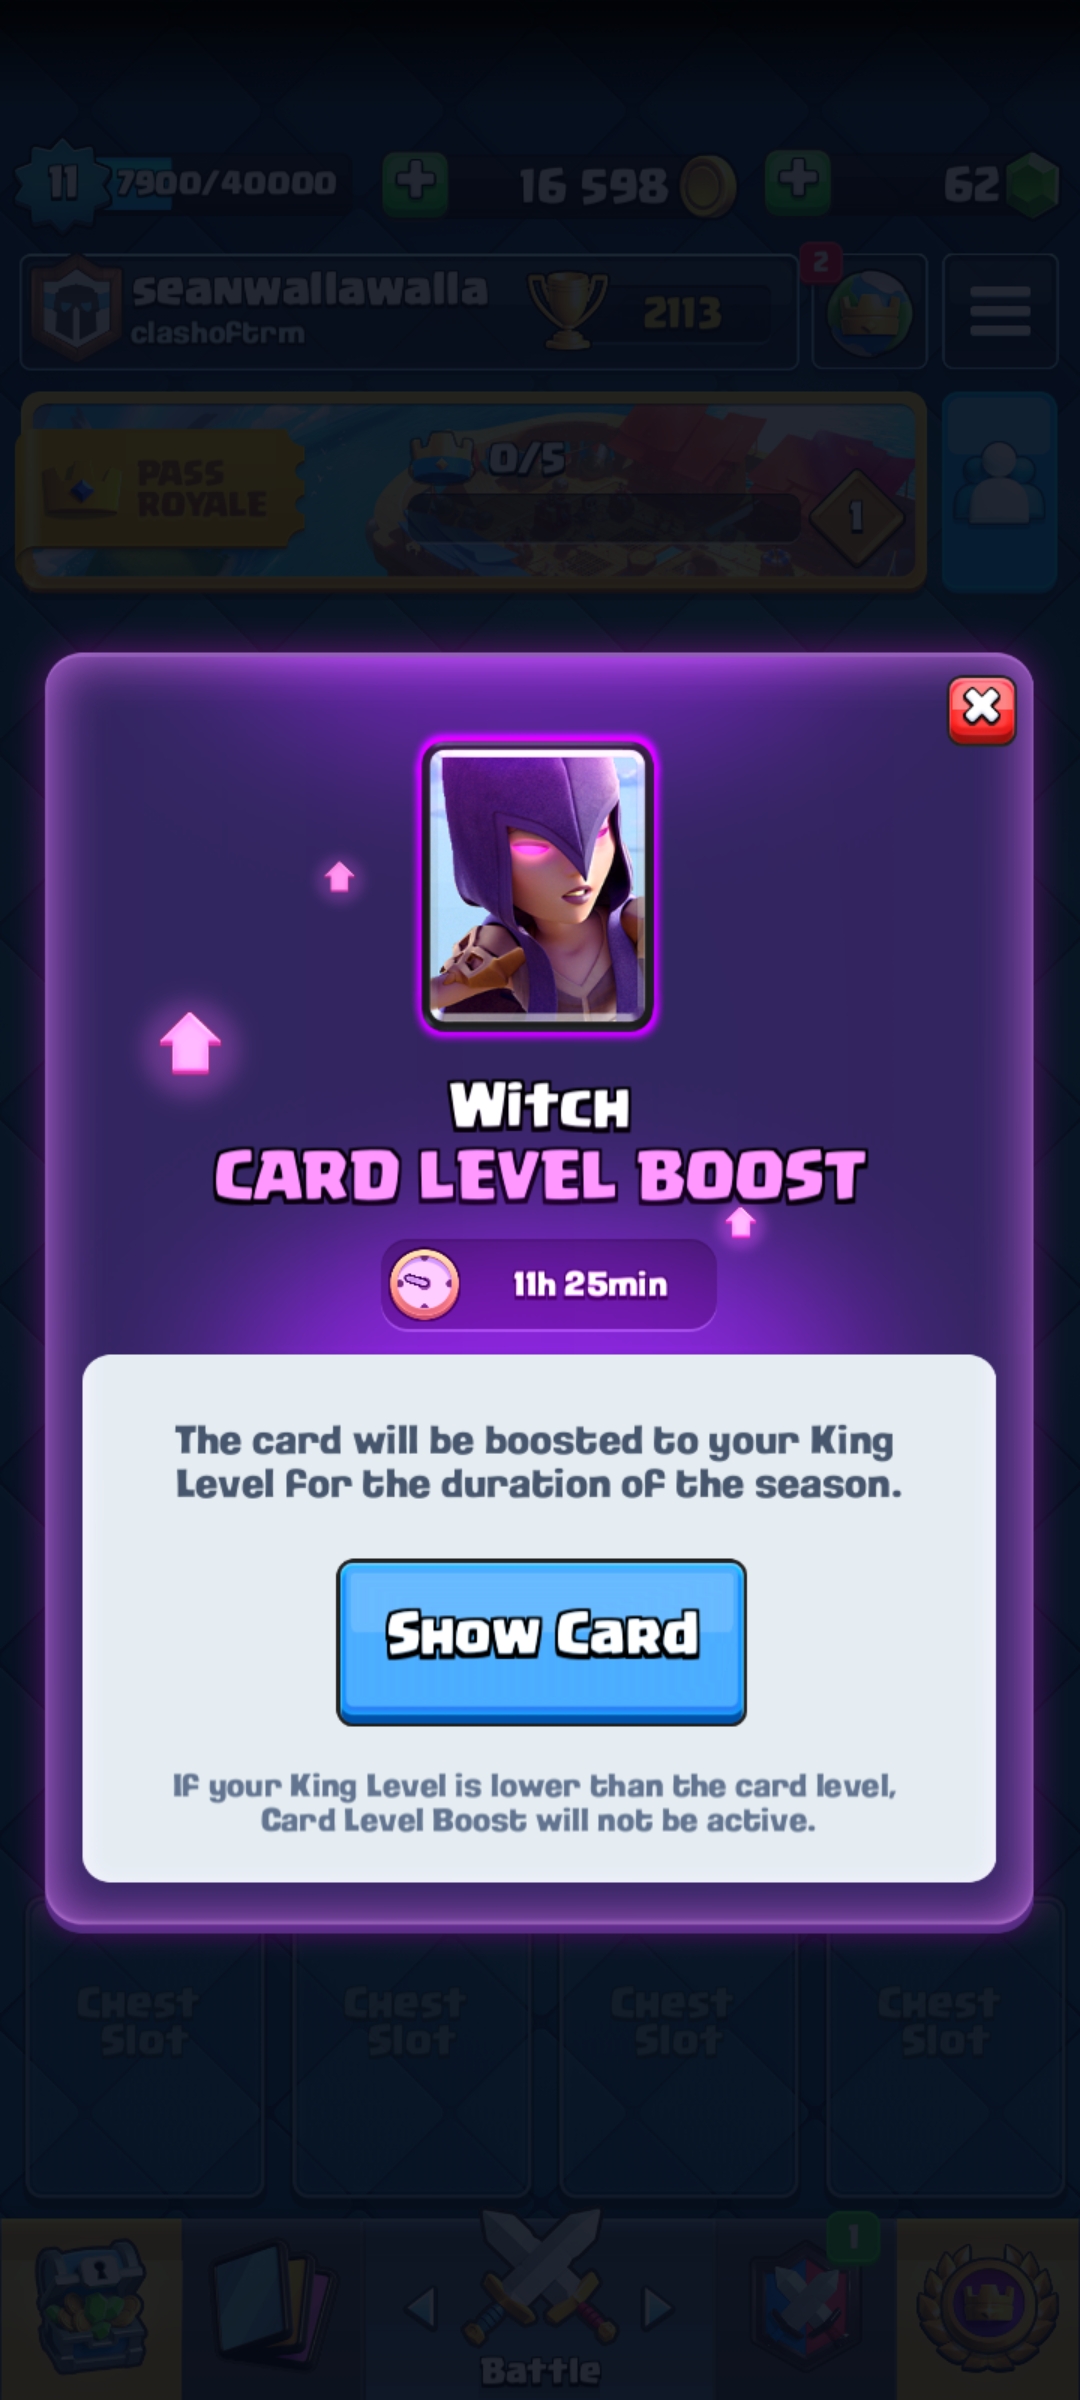 11
7900/40000
16 598
62
seanwallawalla
clashoftrm
2113
2
PASS
ROYALE
0/5
1
Witch
CARD LEVEL BOOST
11h 25min
The card will be boosted to your King
Level for the duration of the season.
Show Card
If your King Level is lower than the card level,
Card Level Boost will not be active.
Chest
Slot
Chest
Slot
Chest
Slot
Chest
Slot
1
Battle